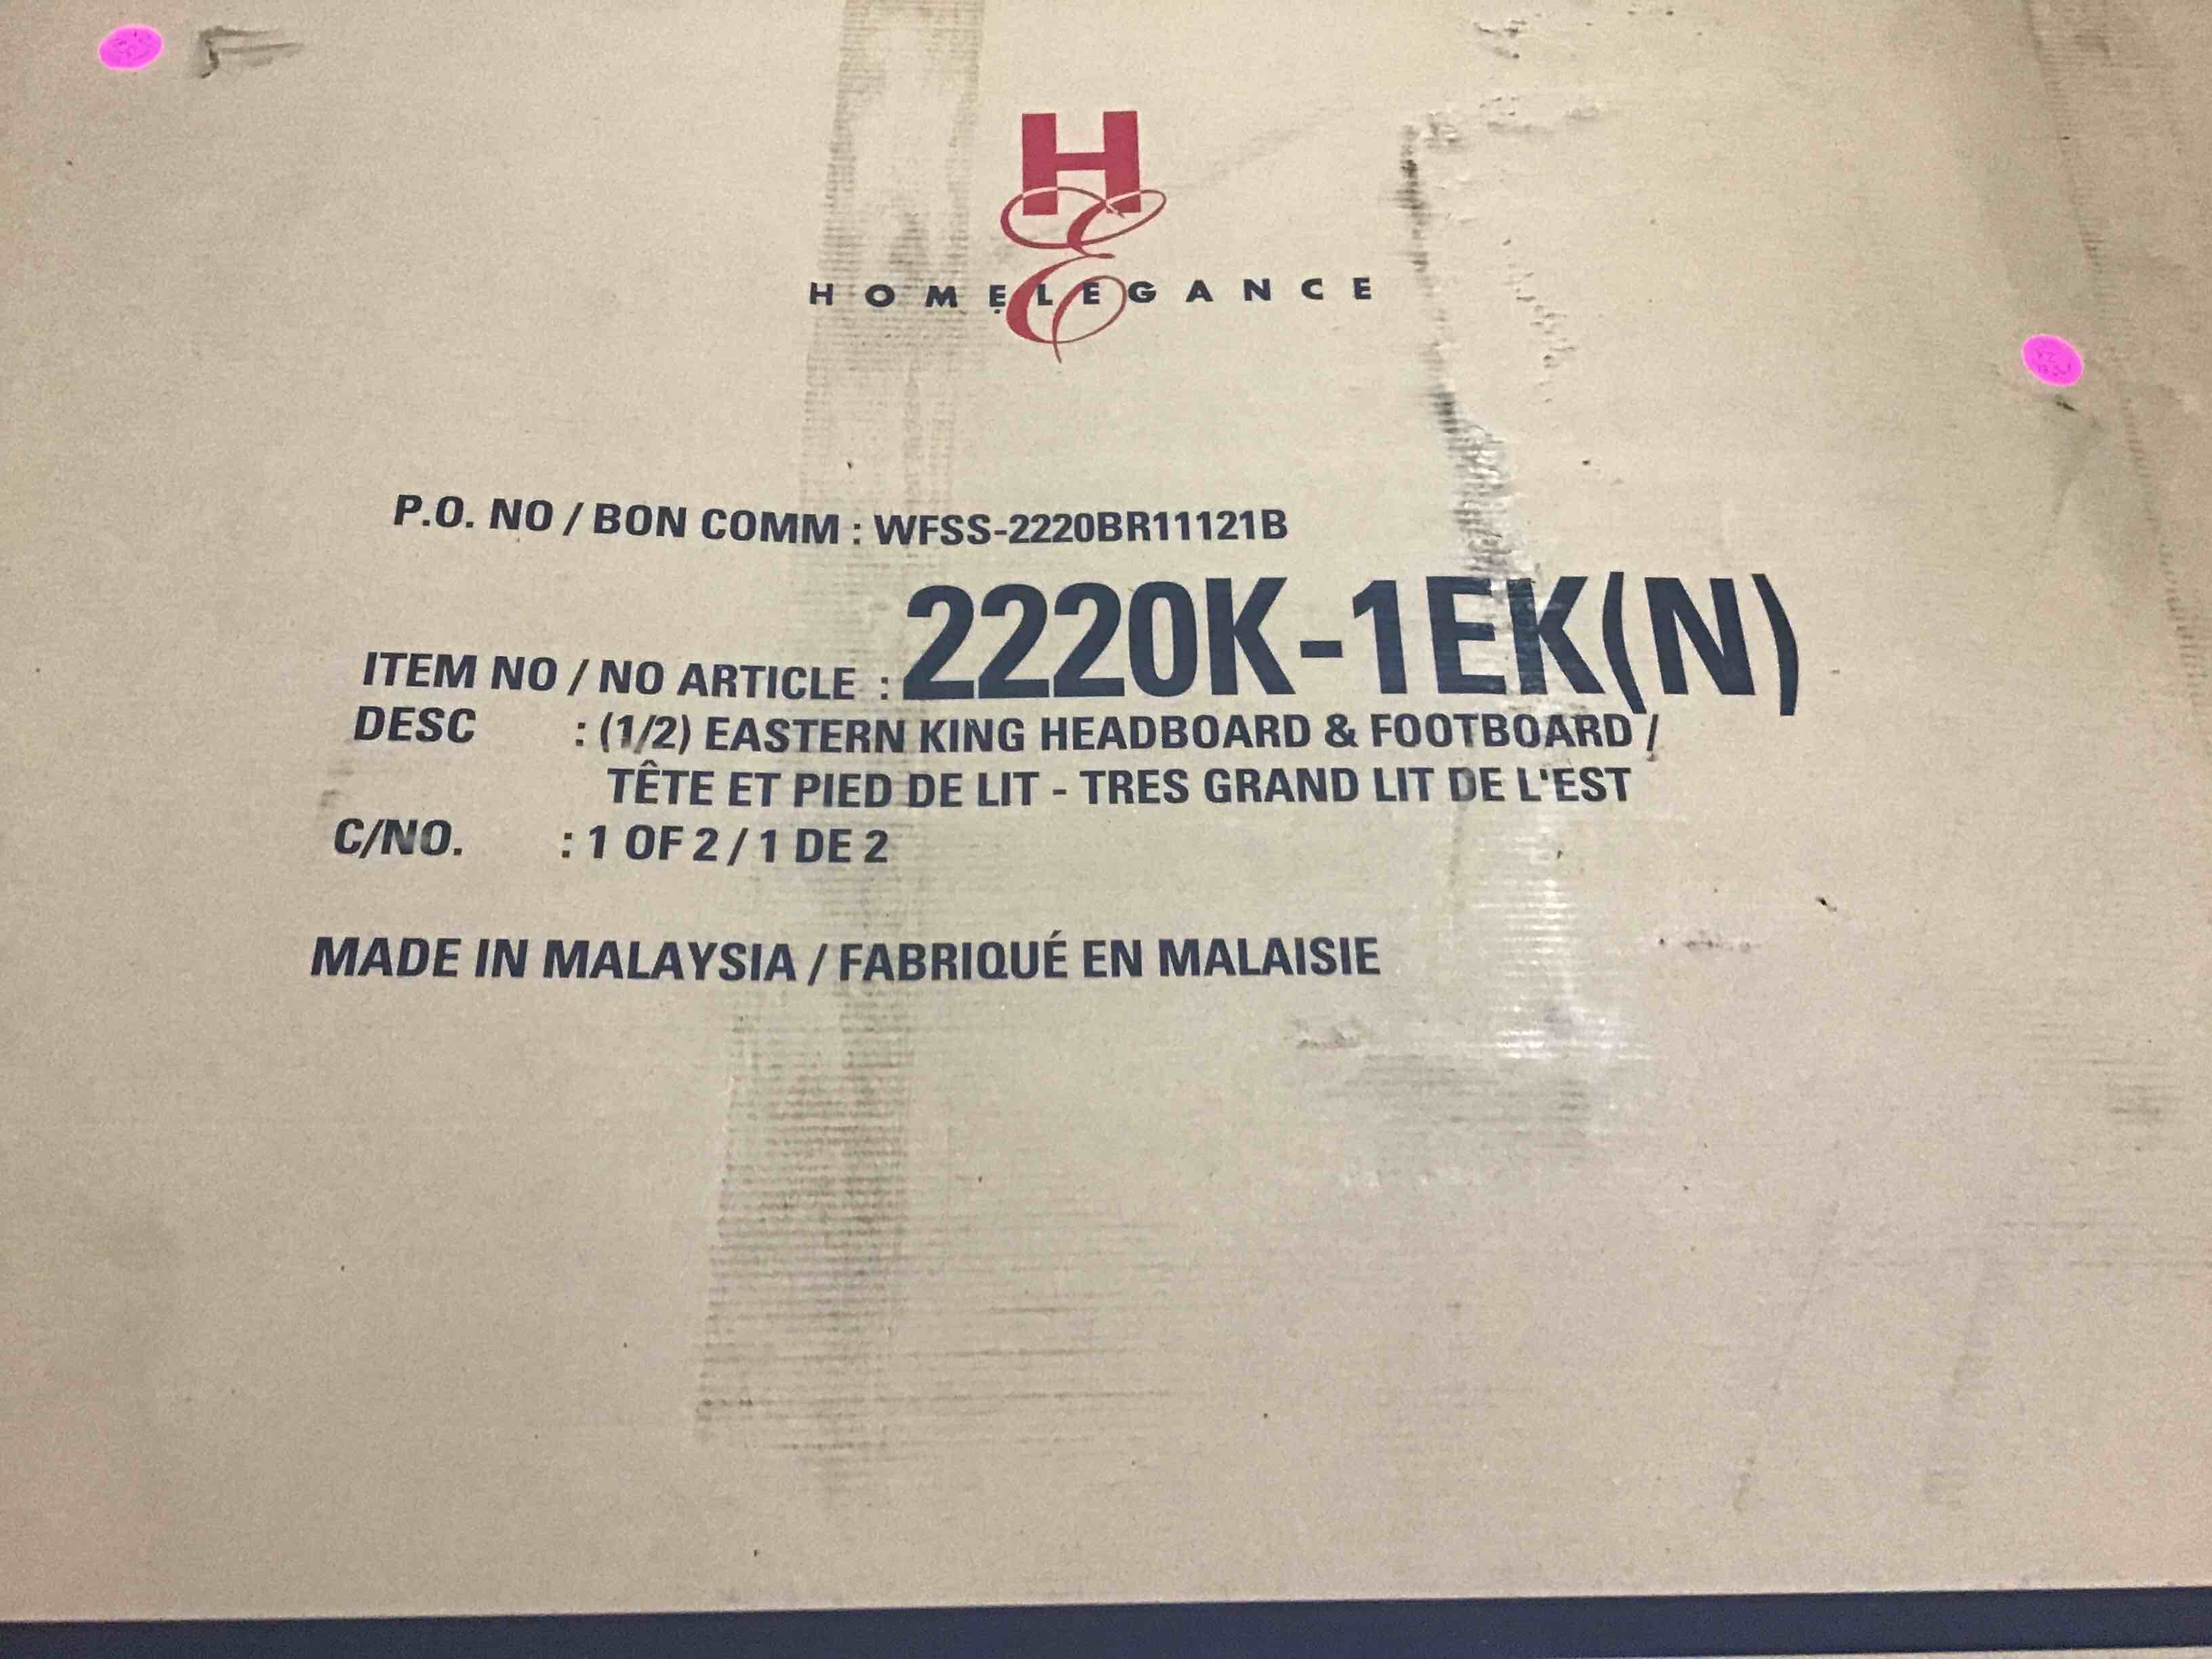 HE
HOMELEGANCE
P.O. NO / BON COMM : WFSS-2220BR11121B
ITEM NO / NO ARTICLE : 2220K-1EK(N)
DESC : (1/2) EASTERN KING HEADBOARD & FOOTBOARD /
TÊTE ET PIED DE LIT - TRES GRAND LIT DE L'EST
C/NO. : 1 OF 2 / 1 DE 2
MADE IN MALAYSIA / FABRIQUÉ EN MALAISIE